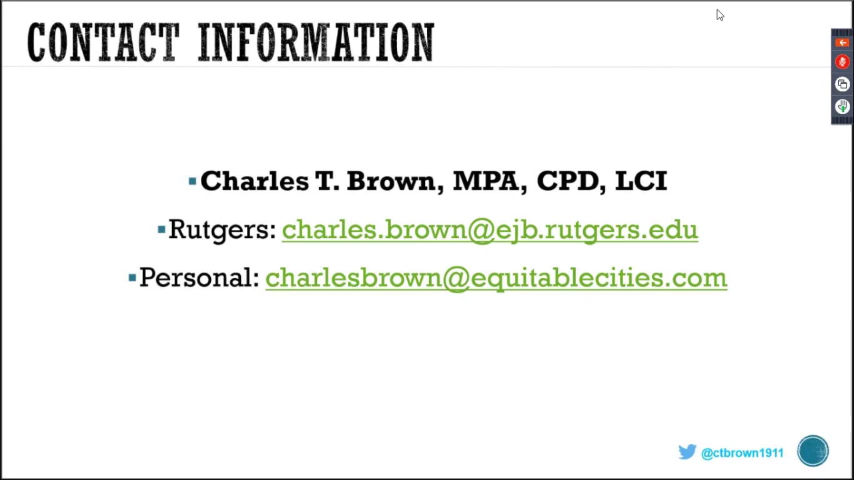 CONTACT INFORMATION
▪Charles T. Brown, MPA, CPD, LCI
▪Rutgers: charles.brown@ejb.rutgers.edu
▪Personal: charlesbrown@equitablecities.com
@ctbrown1911